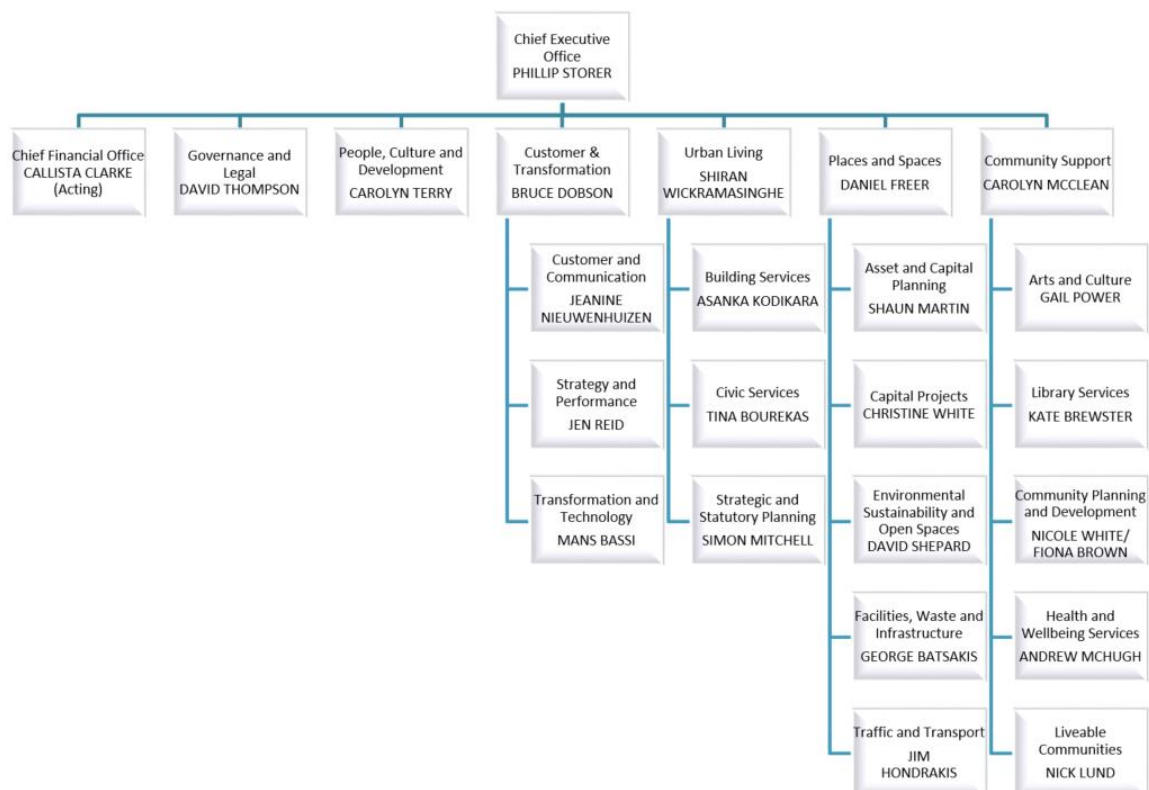 Chief Executive
Office
PHILLIP STORER
Chief Financial Office
CALLISTA CLARKE
(Acting)
Governance and
Legal
DAVID THOMPSON
People, Culture and
Development
CAROLYN TERRY
Customer &
Transformation
BRUCE DOBSON
Urban Living
SHIRAN
WICKRAMASINGHE
Places and Spaces
DANIEL FREER
Community Support
CAROLYN MCCLEAN
Customer and
Communication
JEANINE
NIEUWENHUIZEN
Strategy and
Performance
JEN REID
Transformation and
Technology
MANS BASSI
Building Services
ASANKA KODIKARA
Civic Services
TINA BOUREKAS
Strategic and
Statutory Planning
SIMON MITCHELL
Asset and Capital
Planning
SHAUN MARTIN
Capital Projects
CHRISTINE WHITE
Environmental
Sustainability and
Open Spaces
DAVID SHEPARD
Facilities, Waste and
Infrastructure
GEORGE BATSAKIS
Traffic and Transport
JIM
HONDRAKIS
Arts and Culture
GAIL POWER
Library Services
KATE BREWSTER
Community Planning
and Development
NICOLE WHITE/
FIONA BROWN
Health and
Wellbeing Services
ANDREW MCHUGH
Liveable
Communities
NICK LUND